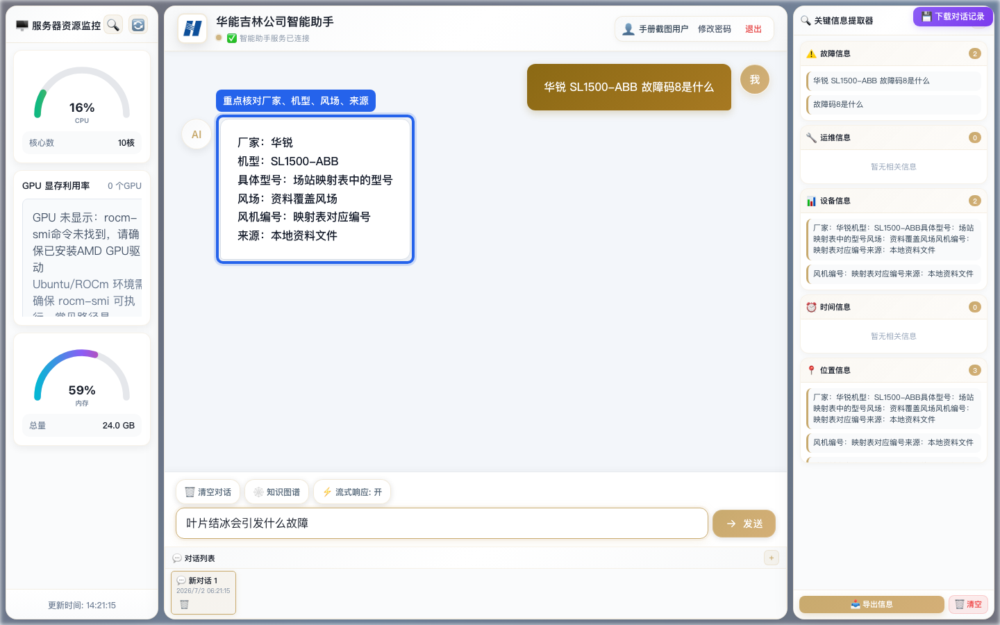 服务器资源监控
16%
CPU
核心数 10核
GPU 显存利用率 0 个GPU
GPU 未显示：rocm-
smi命令未找到，请确
保已安装AMD GPU驱
动
Ubuntu/ROCm 环境需
确保 rocm-smi 可执
行，常见路径是
59%
内存
总量 24.0 GB
更新时间: 14:21:15
华能吉林公司智能助手
智能助手服务已连接
手册截图用户 修改密码 退出
华锐 SL1500-ABB 故障码8是什么
我
重点核对厂家、机型、风场、来源
AI
厂家：华锐
机型：SL1500-ABB
具体型号：场站映射表中的型号
风场：资料覆盖风场
风机编号：映射表对应编号
来源：本地资料文件
清空对话 知识图谱 流式响应: 开
叶片结冰会引发什么故障
→ 发送
对话列表
+
新对话 1
2026/7/2 06:21:15
关键信息提取器
下载对话记录
故障信息 2
华锐 SL1500-ABB 故障码8是什么
故障码8是什么
运维信息 0
暂无相关信息
设备信息 2
厂家：华锐机型：SL1500-ABB具体型号：场站
映射表中的型号风场：资料覆盖风场风机编号：
映射表对应编号来源：本地资料文件
风机编号：映射表对应编号来源：本地资料文件
时间信息 0
暂无相关信息
位置信息 3
厂家：华锐机型：SL1500-ABB具体型号：场站
映射表中的型号风场：资料覆盖风场风机编号：
映射表对应编号来源：本地资料文件
风机编号：映射表对应编号来源：本地资料文件
导出信息 清空